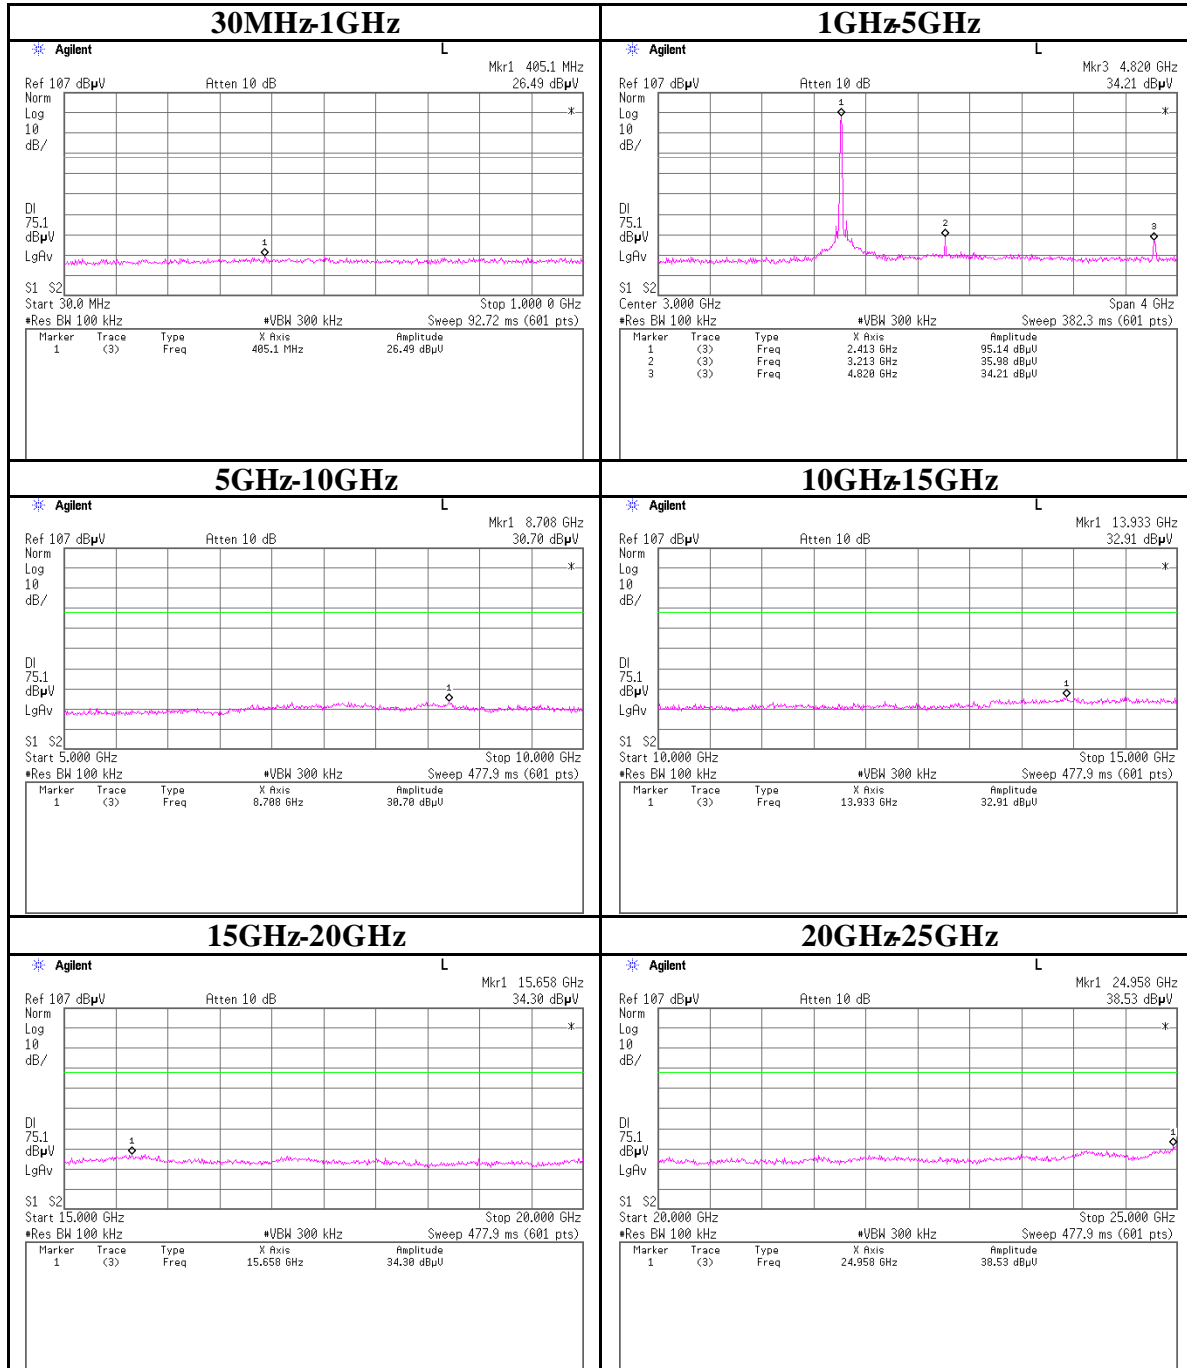 30MHz-1GHz
Agilent L
Mkr1 405.1 MHz
Ref 107 dBµV Atten 10 dB 26.49 dBµV
Norm
Log
10
dB/
1
DI
75.1
dBµV
LgAv
S1 S2
Start 30.0 MHz Stop 1.000 0 GHz
#Res BW 100 kHz #VBW 300 kHz Sweep 92.72 ms (601 pts)
Marker Trace Type X Axis Amplitude
1 (3) Freq 405.1 MHz 26.49 dBµV
1GHz-5GHz
Agilent L
Mkr3 4.820 GHz
Ref 107 dBµV Atten 10 dB 34.21 dBµV
Norm
Log
10
dB/
1
DI
75.1
dBµV
LgAv
2
3
S1 S2
Center 3.000 GHz Span 4 GHz
#Res BW 100 kHz #VBW 300 kHz Sweep 382.3 ms (601 pts)
Marker Trace Type X Axis Amplitude
1 (3) Freq 2.413 GHz 95.14 dBµV
2 (3) Freq 3.213 GHz 35.98 dBµV
3 (3) Freq 4.820 GHz 34.21 dBµV
5GHz-10GHz
Agilent L
Mkr1 8.708 GHz
Ref 107 dBµV Atten 10 dB 30.70 dBµV
Norm
Log
10
dB/
DI
75.1
dBµV
LgAv
1
S1 S2
Start 5.000 GHz Stop 10.000 GHz
#Res BW 100 kHz #VBW 300 kHz Sweep 477.9 ms (601 pts)
Marker Trace Type X Axis Amplitude
1 (3) Freq 8.708 GHz 30.70 dBµV
10GHz-15GHz
Agilent L
Mkr1 13.933 GHz
Ref 107 dBµV Atten 10 dB 32.91 dBµV
Norm
Log
10
dB/
DI
75.1
dBµV
LgAv
1
S1 S2
Start 10.000 GHz Stop 15.000 GHz
#Res BW 100 kHz #VBW 300 kHz Sweep 477.9 ms (601 pts)
Marker Trace Type X Axis Amplitude
1 (3) Freq 13.933 GHz 32.91 dBµV
15GHz-20GHz
Agilent L
Mkr1 15.658 GHz
Ref 107 dBµV Atten 10 dB 34.30 dBµV
Norm
Log
10
dB/
DI
75.1
dBµV
LgAv
1
S1 S2
Start 15.000 GHz Stop 20.000 GHz
#Res BW 100 kHz #VBW 300 kHz Sweep 477.9 ms (601 pts)
Marker Trace Type X Axis Amplitude
1 (3) Freq 15.658 GHz 34.30 dBµV
20GHz-25GHz
Agilent L
Mkr1 24.958 GHz
Ref 107 dBµV Atten 10 dB 38.53 dBµV
Norm
Log
10
dB/
DI
75.1
dBµV
LgAv
1
S1 S2
Start 20.000 GHz Stop 25.000 GHz
#Res BW 100 kHz #VBW 300 kHz Sweep 477.9 ms (601 pts)
Marker Trace Type X Axis Amplitude
1 (3) Freq 24.958 GHz 38.53 dBµV